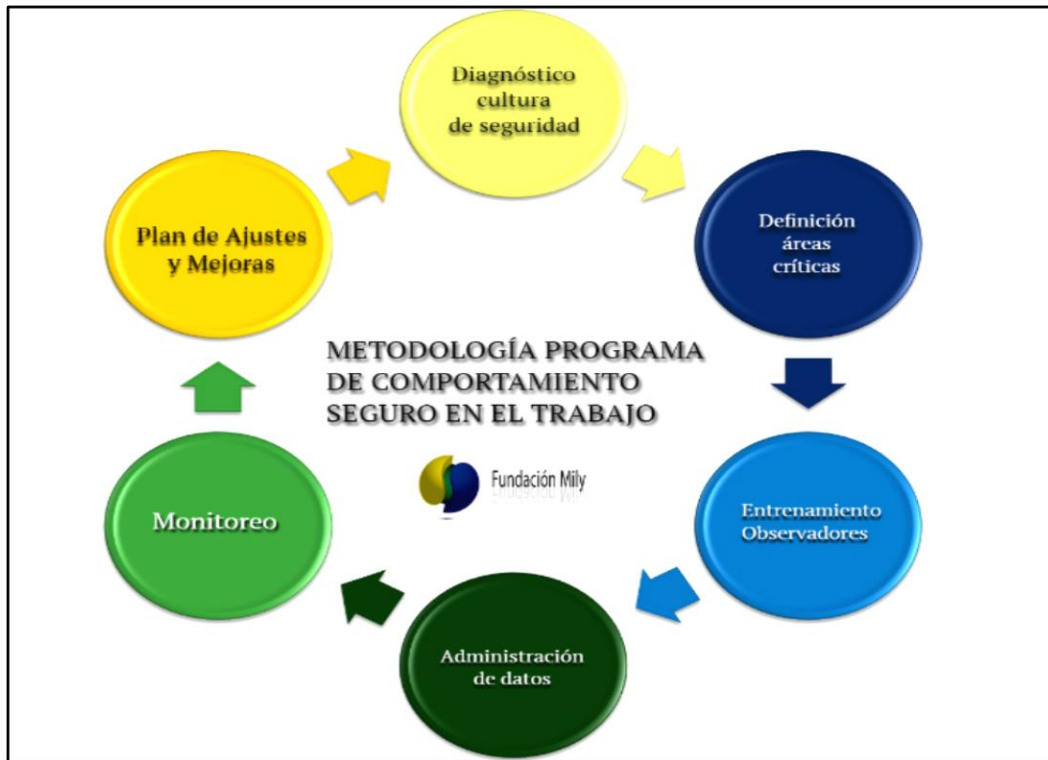 Diagnóstico
cultura
de seguridad
Definición
áreas
críticas
Entrenamiento
Observadores
Administración
de datos
Monitoreo
Plan de Ajustes
y Mejoras
METODOLOGÍA PROGRAMA
DE COMPORTAMIENTO
SEGURO EN EL TRABAJO
Fundación Mily